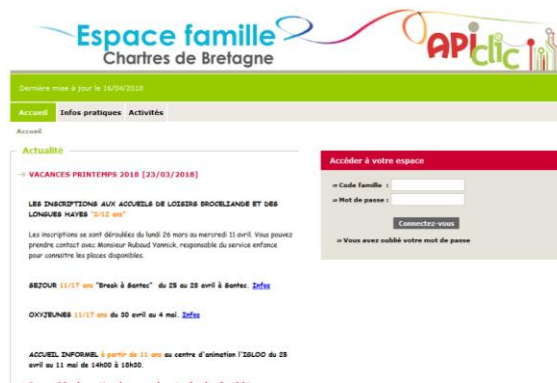 Espace famille
Chartres de Bretagne
APIclic
Dernière mise à jour le 16/04/2018
Accueil Infos pratiques Activités
Accueil
Actualité
VACANCES PRINTEMPS 2018 [23/03/2018]
LES INSCRIPTIONS AUX ACCUEILS DE LOISIRS BROCELIANDE ET DES
LONGUES HAYES "3/12 ans"
Les inscriptions se sont déroulées du lundi 26 mars au mercredi 11 avril. Vous pouvez
prendre contact avec Monsieur Rubaud Yannick, responsable du service enfance
pour connaitre les places disponibles.
SEJOUR 11/17 ans "Break à Santec" du 25 au 28 avril à Santec. Infos
OXYJEUNES 11/17 ans du 30 avril au 4 mai. Infos
ACCUEIL INFORMEL à partir de 11 ans au centre d'animation l'IGLOO du 25
avril au 11 mai de 14h00 à 18h30.
Accéder à votre espace
Code famille :
Mot de passe :
Connectez-vous
Vous avez oublié votre mot de passe